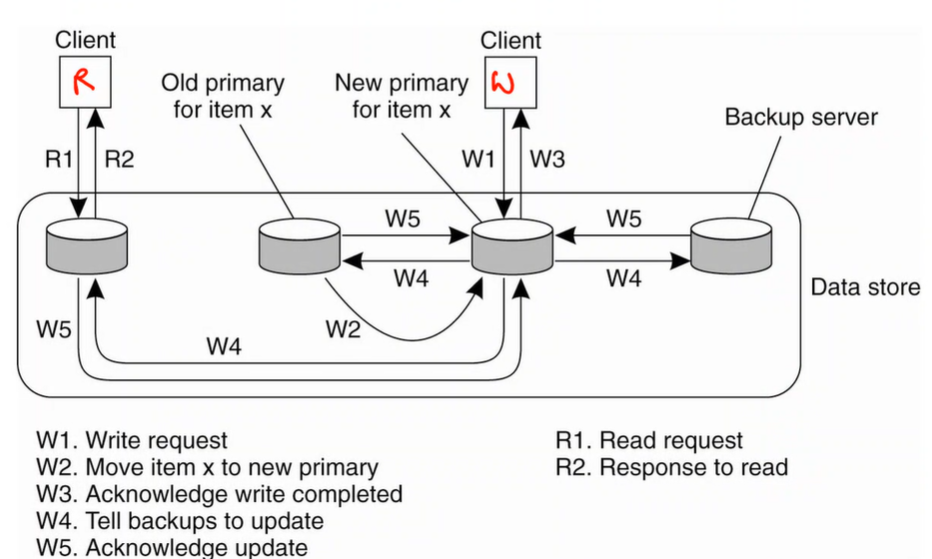 Client
Client
R
W
Old primary
for item x
New primary
for item x
Backup server
R1
R2
W1
W3
W5
W5
W4
W4
Data store
W5
W2
W4
W1. Write request
W2. Move item x to new primary
W3. Acknowledge write completed
W4. Tell backups to update
W5. Acknowledge update
R1. Read request
R2. Response to read